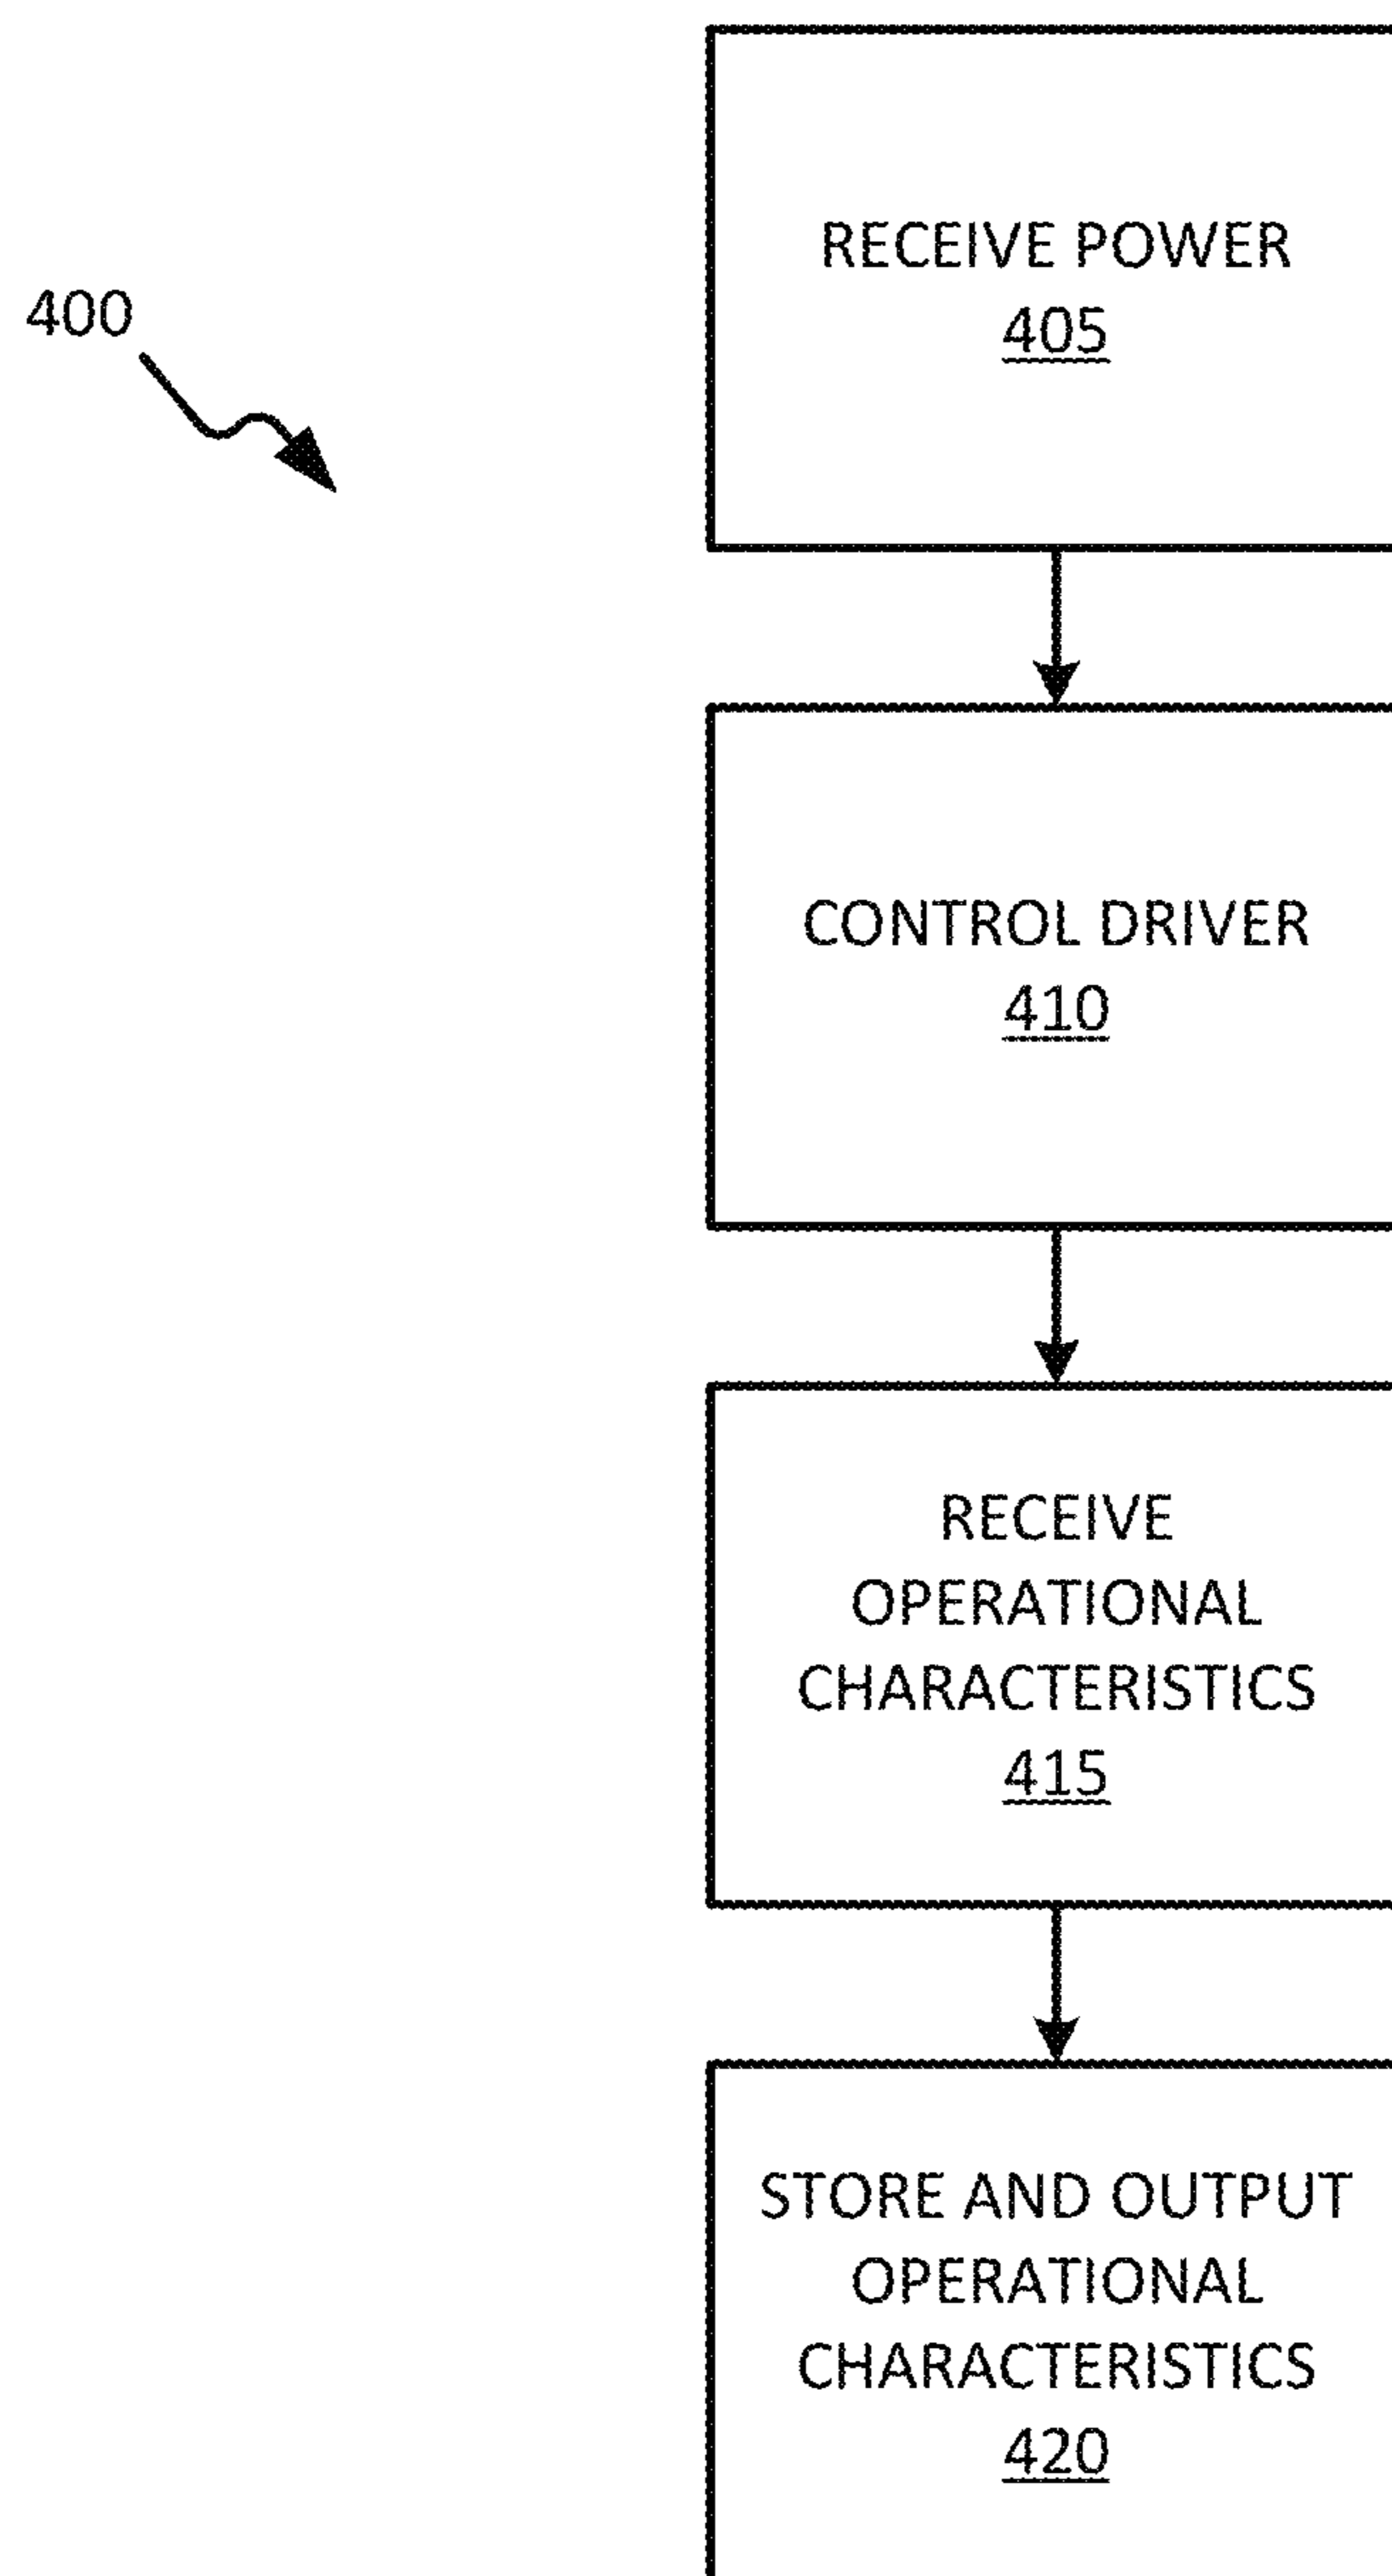 400
RECEIVE POWER
405
CONTROL DRIVER
410
RECEIVE
OPERATIONAL
CHARACTERISTICS
415
STORE AND OUTPUT
OPERATIONAL
CHARACTERISTICS
420